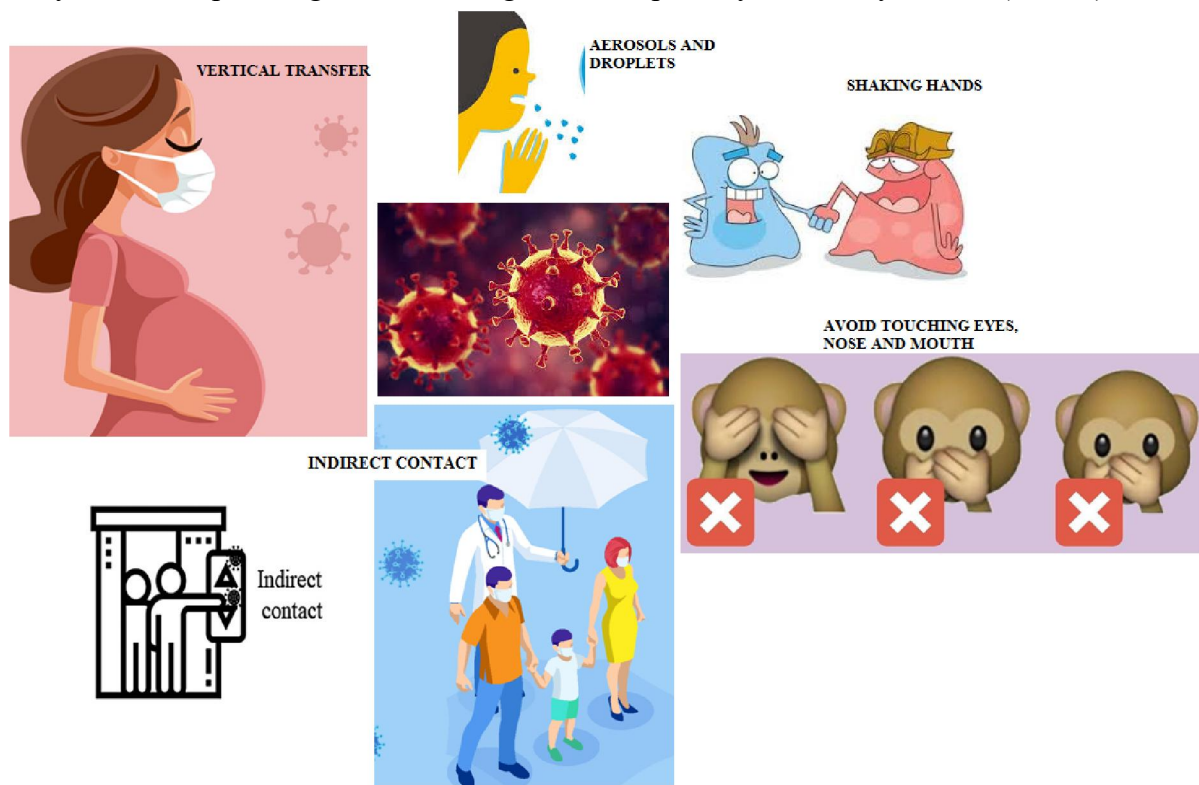 VERTICAL TRANSFER
AEROSOLS AND
DROPLETS
SHAKING HANDS
AVOID TOUCHING EYES,
NOSE AND MOUTH
INDIRECT CONTACT
Indirect
contact